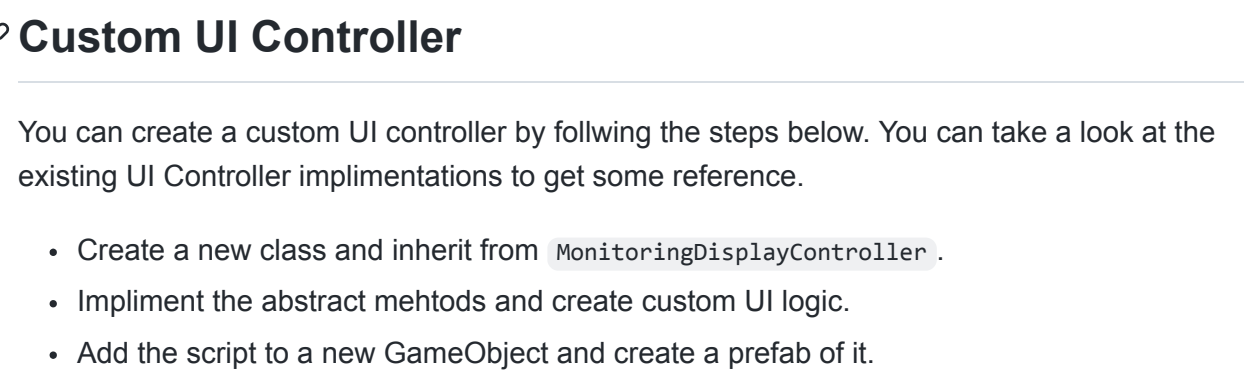 Custom UI Controller
You can create a custom UI controller by follwing the steps below. You can take a look at the
existing UI Controller implimentations to get some reference.
• Create a new class and inherit from MonitoringDisplayController.
• Impliment the abstract mehtods and create custom UI logic.
• Add the script to a new GameObject and create a prefab of it.